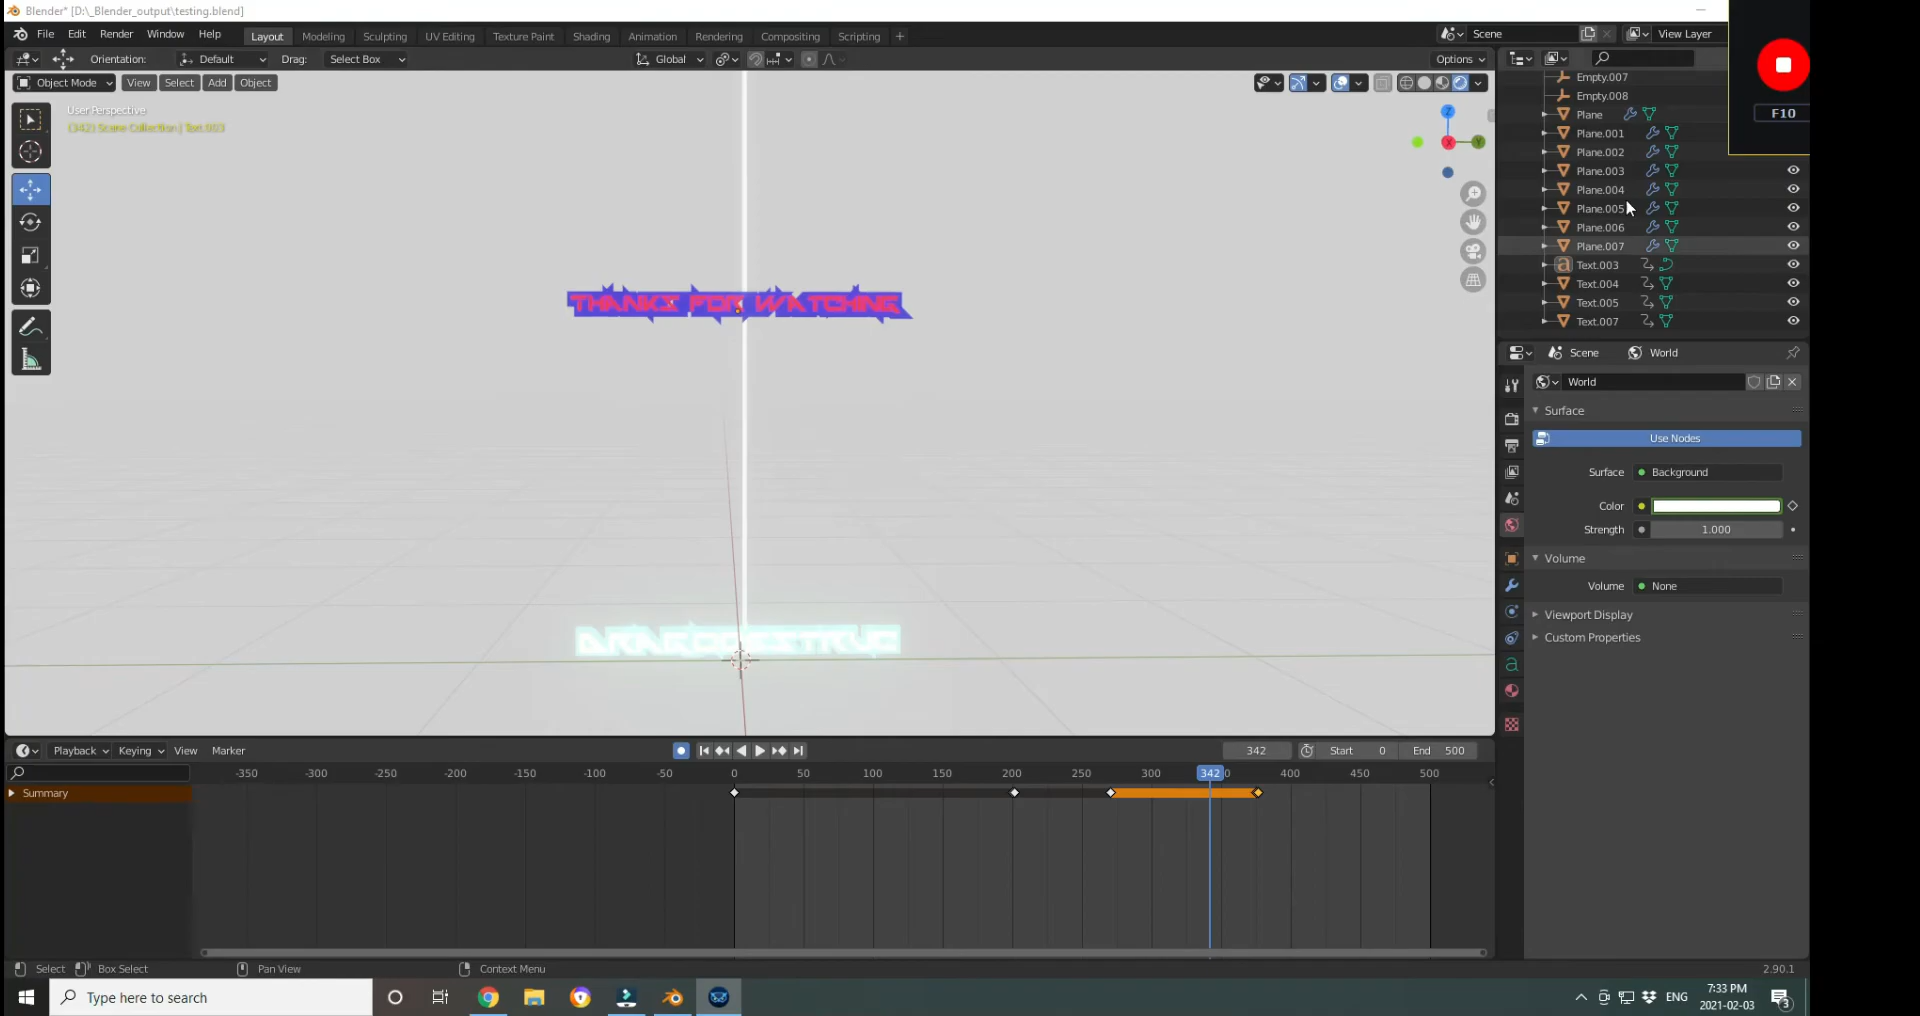 Blender* [D:\_Blender_output\testing.blend]
File Edit Render Window Help Layout Modeling Sculpting UV Editing Texture Paint Shading Animation Rendering Compositing Scripting + Scene View Layer
Orientation: Default Drag: Select Box Global Options
Object Mode View Select Add Object
User Perspective
(342) Scene Collection | Text.003
THANKS FOR WATCHING
Z
X
Y
F10
Empty.007
Empty.008
Plane
Plane.001
Plane.002
Plane.003
Plane.004
Plane.005
Plane.006
Plane.007
Text.003
Text.004
Text.005
Text.007
Scene World
World
Surface
Use Nodes
Surface Background
Color
Strength 1.000
Volume
Volume None
Viewport Display
Custom Properties
Playback Keying View Marker 342 Start 0 End 500
-350 -300 -250 -200 -150 -100 -50 0 50 100 150 200 250 300 342 0 400 450 500
Summary
Select Box Select Pan View Context Menu 2.90.1
Type here to search ENG 7:33 PM
2021-02-03
3